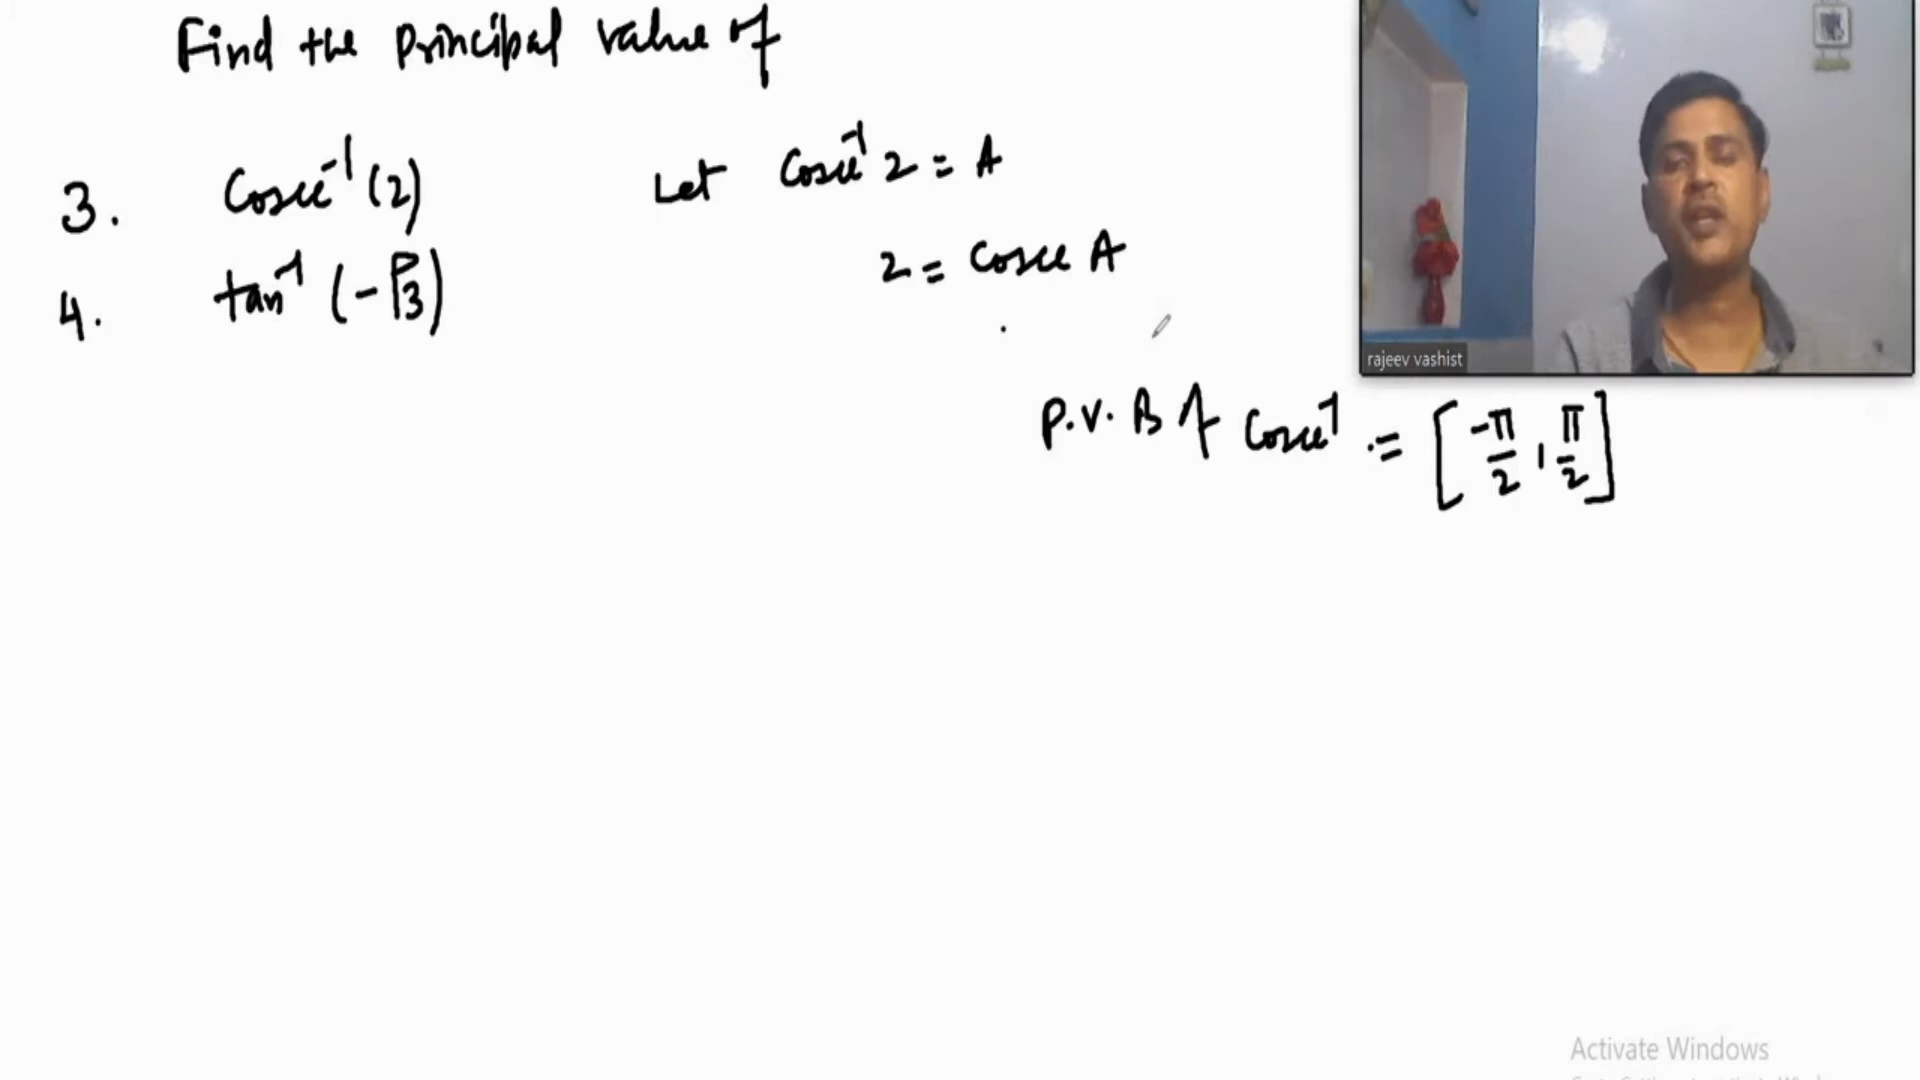 Find the principal value of
3. Cosec⁻¹(2)
Let Cosec⁻¹ 2 = A
2 = Cosec A
4. tan⁻¹(-√3)
rajeev vashist
P.V.B of Cosec⁻¹ = [-π/2, π/2]
Activate Windows